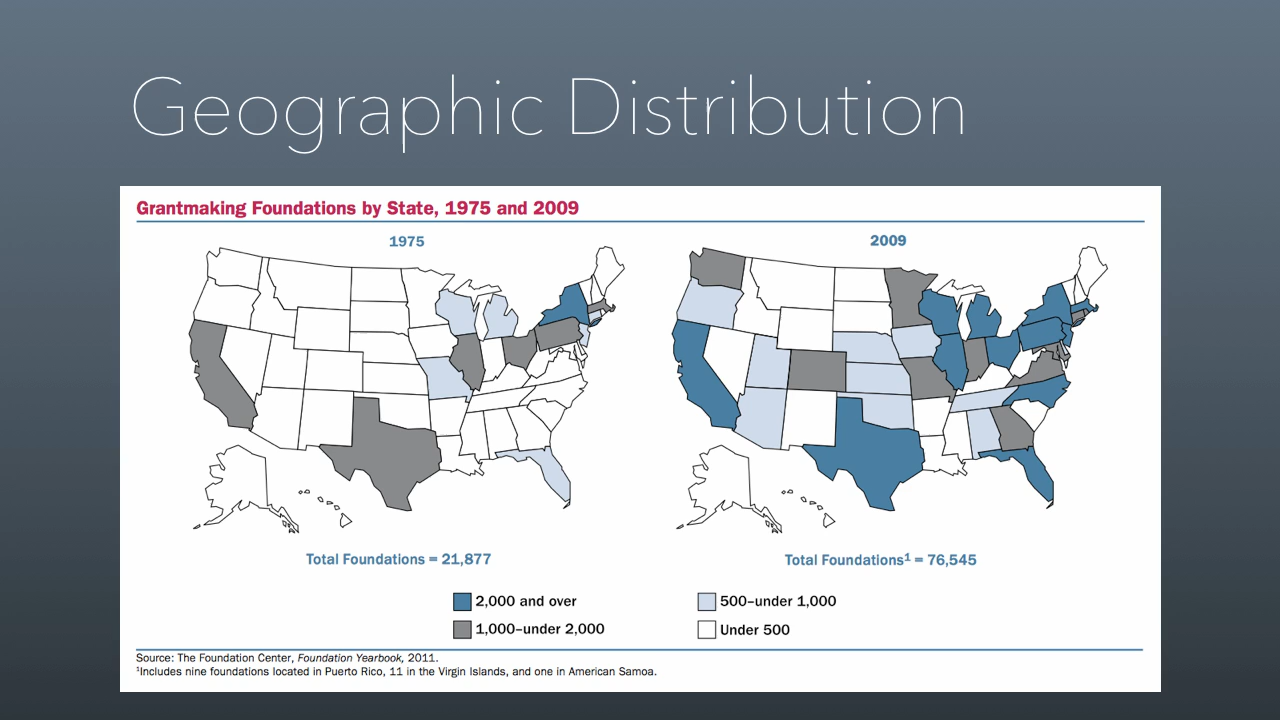 Geographic Distribution
Grantmaking Foundations by State, 1975 and 2009
1975
2009
Total Foundations = 21,877
Total Foundations¹ = 76,545
2,000 and over
500–under 1,000
1,000–under 2,000
Under 500
Source: The Foundation Center, Foundation Yearbook, 2011.
¹Includes nine foundations located in Puerto Rico, 11 in the Virgin Islands, and one in American Samoa.